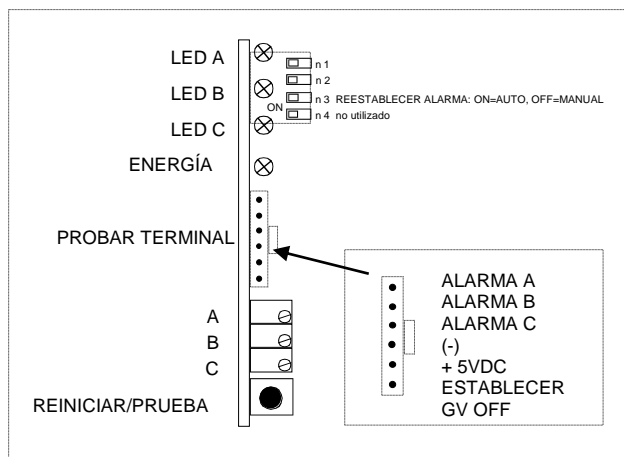 LED A
n 1
n 2
LED B
n 3 REESTABLECER ALARMA: ON=AUTO, OFF=MANUAL
ON
n 4 no utilizado
LED C
ENERGÍA
PROBAR TERMINAL
ALARMA A
ALARMA B
ALARMA C
(-)
+ 5VDC
ESTABLECER
GV OFF
A
B
C
REINICIAR/PRUEBA